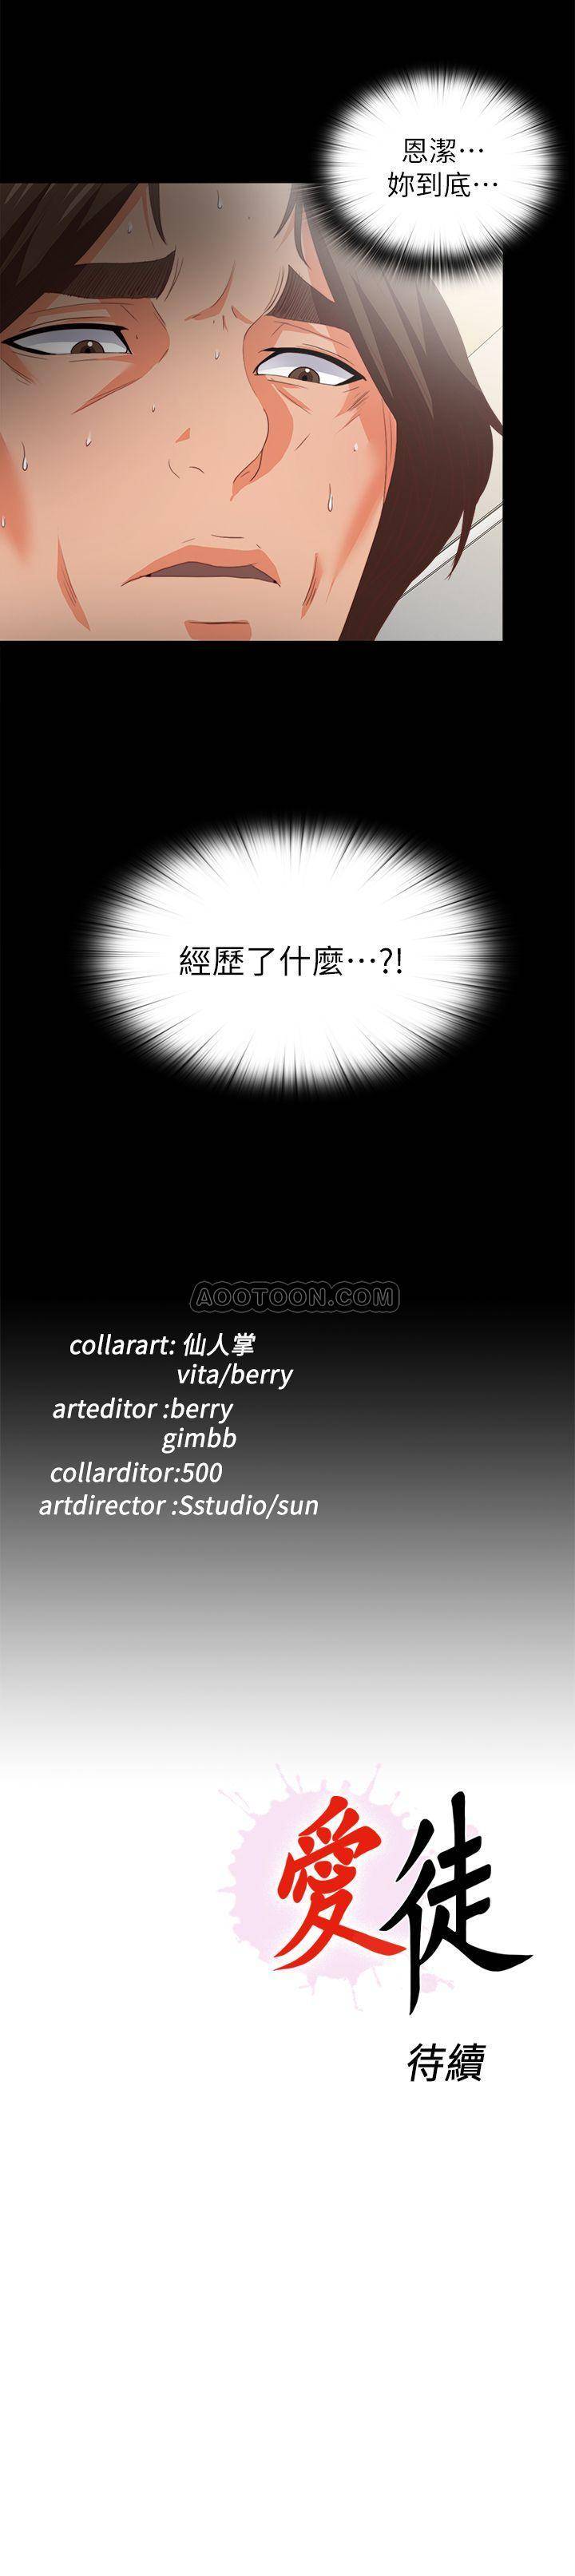 恩潔⋯
妳到底⋯
經歷了什麼⋯?!
AOOTOON.COM
collarart: 仙人掌
vita/berry
arteditor :berry
gimbb
collarditor:500
artdirector :Sstudio/sun
愛徒
待續